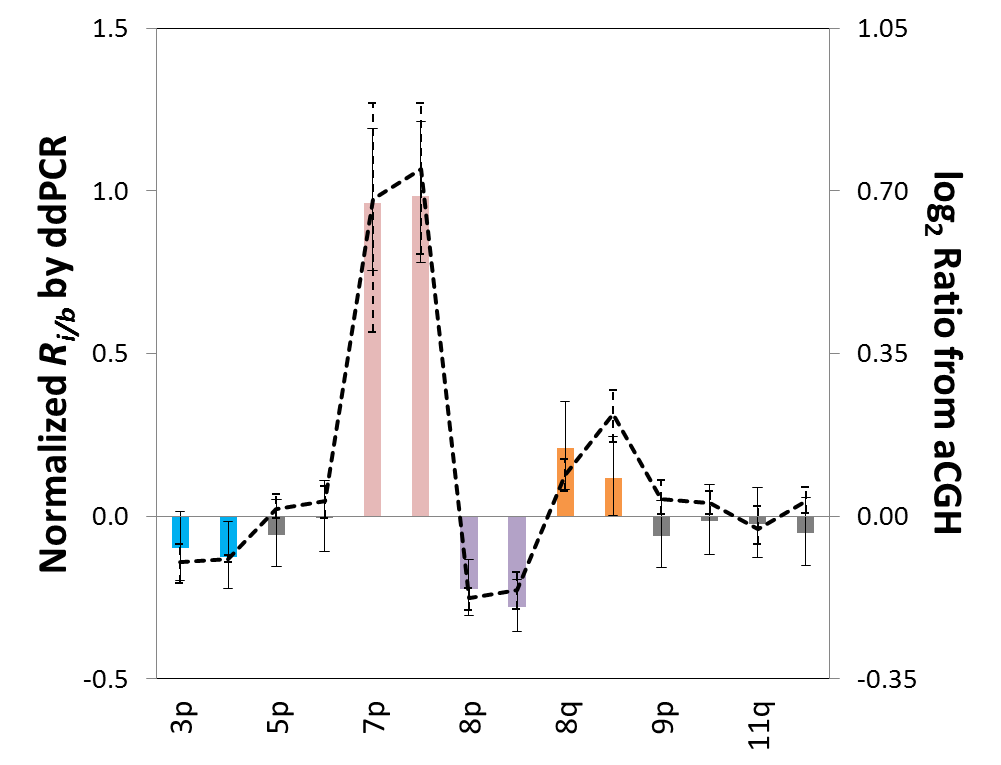 1.5
1.0
0.5
0.0
-0.5
Normalized Ri/b by ddPCR
1.05
0.70
0.35
0.00
-0.35
log2 Ratio from aCGH
3p
5p
7p
8p
8q
9p
11q